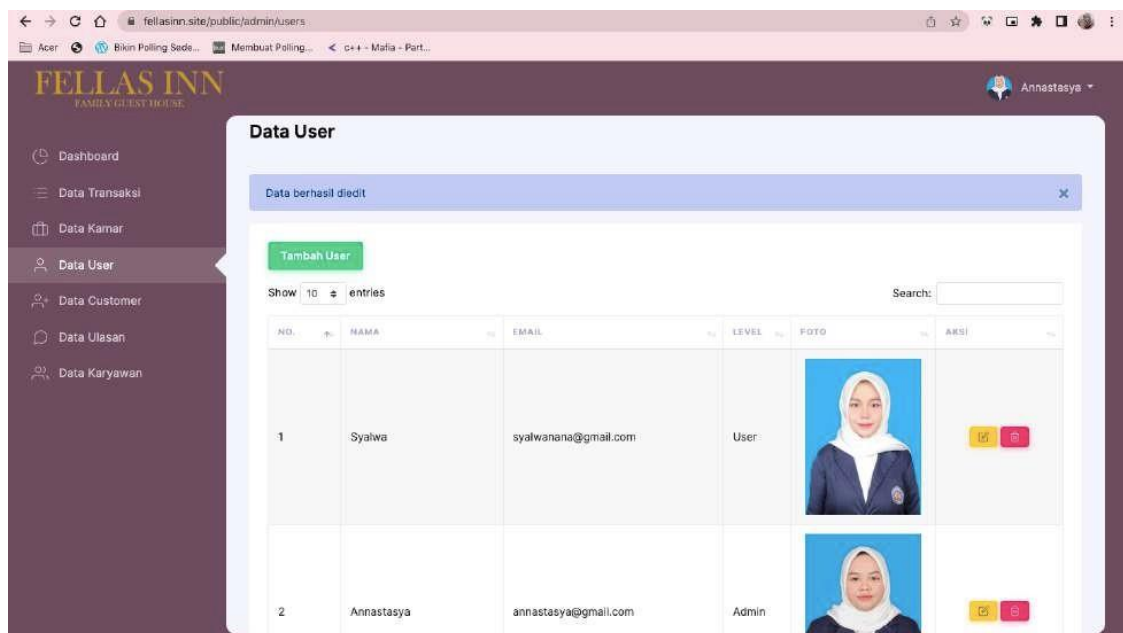 fellasinn.site/public/admin/users
Acer Bikin Polling Sede... Membuat Polling... c++ - Mafia - Part...
FELLAS INN
FAMILY GUEST HOUSE
Annastasya
Data User
Dashboard
Data berhasil diedit ×
Data Transaksi
Data Kamar
Tambah User
Data User
Show 10 entries Search:
Data Customer
NO. NAMA EMAIL LEVEL FOTO AKSI
Data Ulasan
Data Karyawan
1 Syalwa syalwanana@gmail.com User
2 Annastasya annastasya@gmail.com Admin